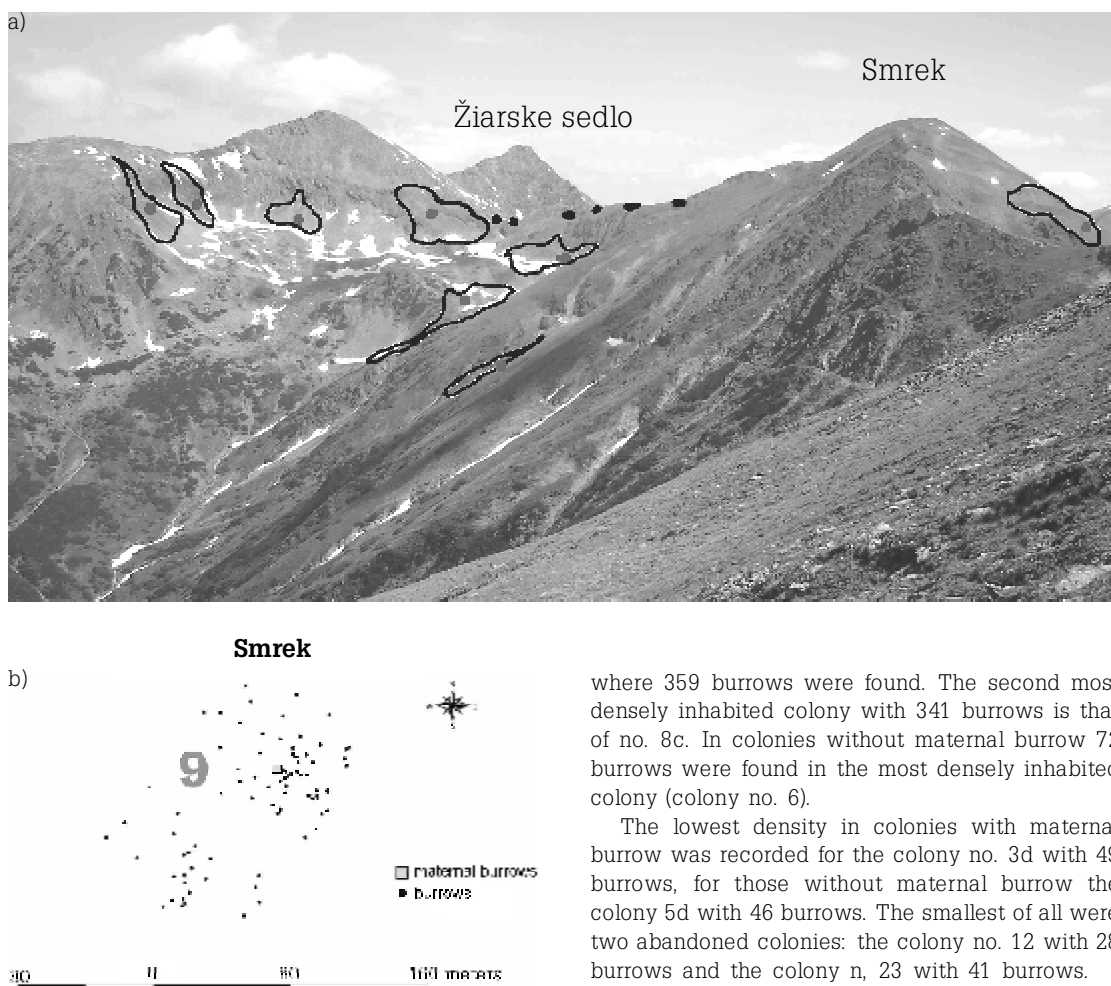 a)
Smrek
Žiarske sedlo
Smrek
b)
9
maternal burrows
burrows
0
meters
where 359 burrows were found. The second mos
densely inhabited colony with 341 burrows is tha
of no. 8c. In colonies without maternal burrow 72
burrows were found in the most densely inhabited
colony (colony no. 6).
The lowest density in colonies with materna
burrow was recorded for the colony no. 3d with 49
burrows, for those without maternal burrow the
colony 5d with 46 burrows. The smallest of all were
two abandoned colonies: the colony no. 12 with 28
burrows and the colony n, 23 with 41 burrows.